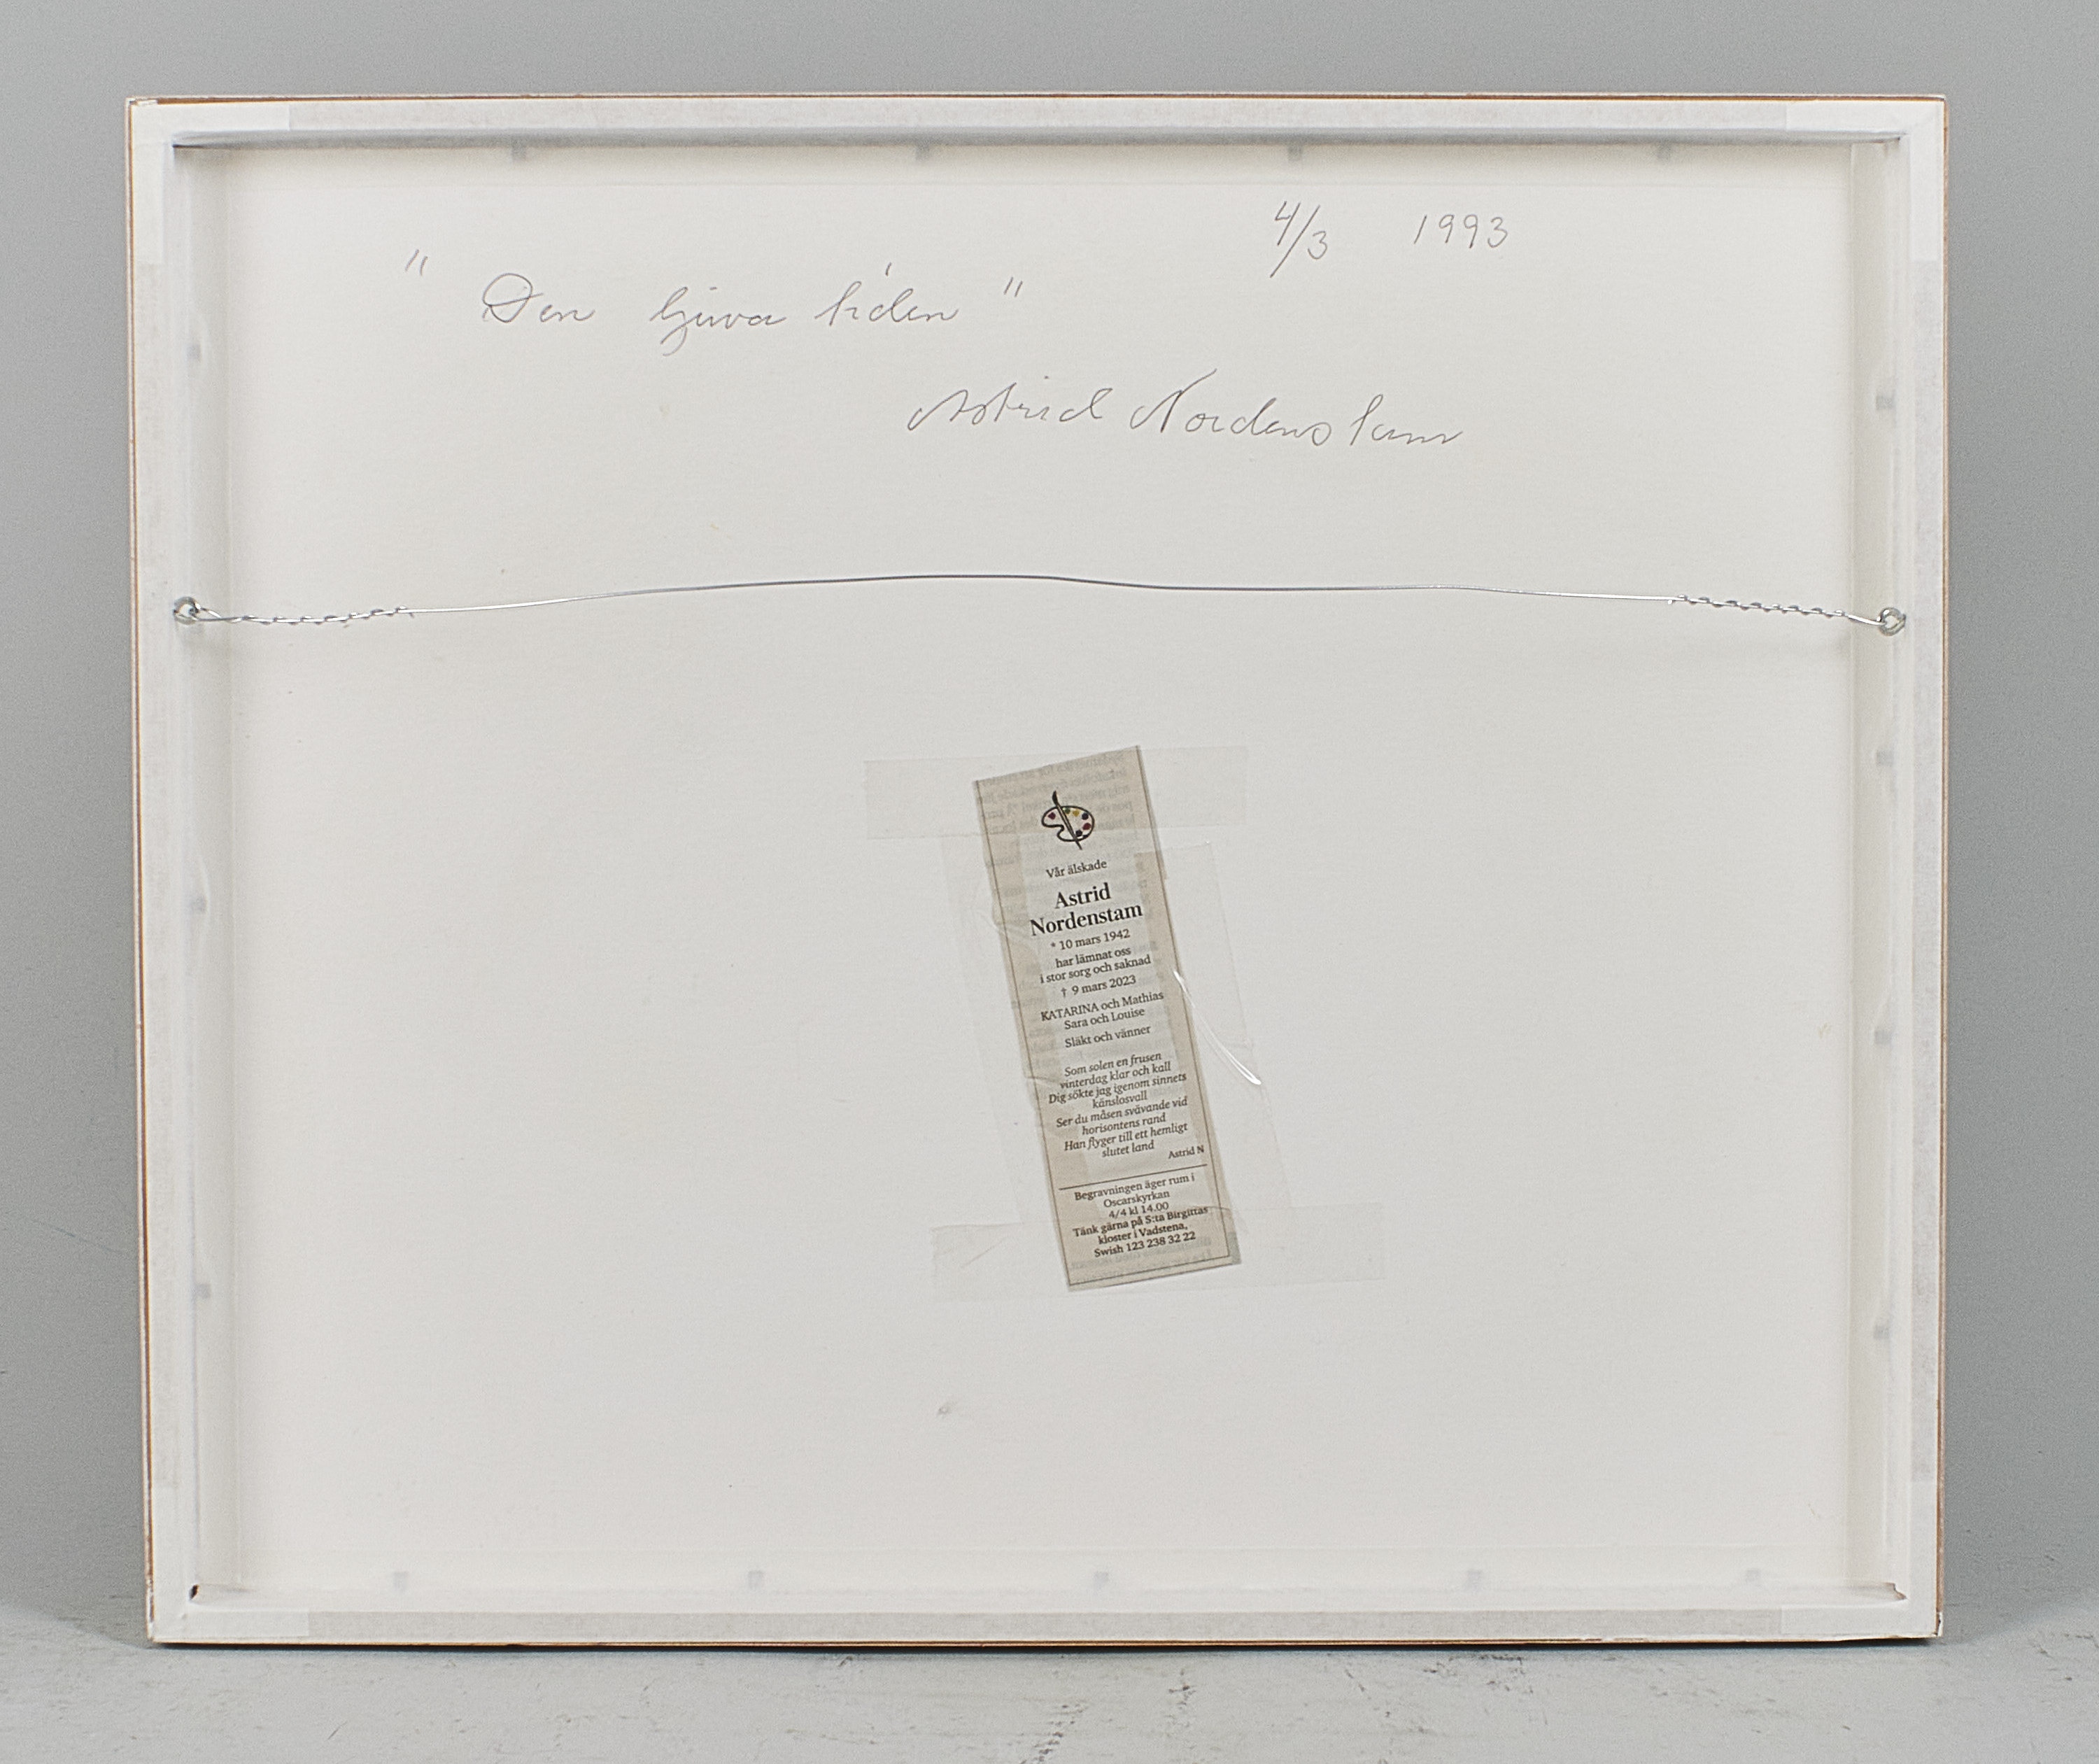 4/3 1993
" Den ljuva tiden "
Astrid Nordenstam
Vår älskade
Astrid
Nordenstam
* 10 mars 1942
har lämnat oss
i stor sorg och saknad
† 9 mars 2023
KATARINA och Mathias
Sara och Louise
Släkt och vänner
Som solen en frusen
vinterdag klar och kall
Dig sökte jag igenom sinnets
känslosvall
Ser du måsen svävande vid
horisontens rand
Han flyger till ett hemligt
slutet land
Astrid N
Begravningen äger rum i
Oscarskyrkan
4/4 kl 14.00
Tänk gärna på S:ta Birgittas
kloster i Vadstena,
Swish 123 238 32 22